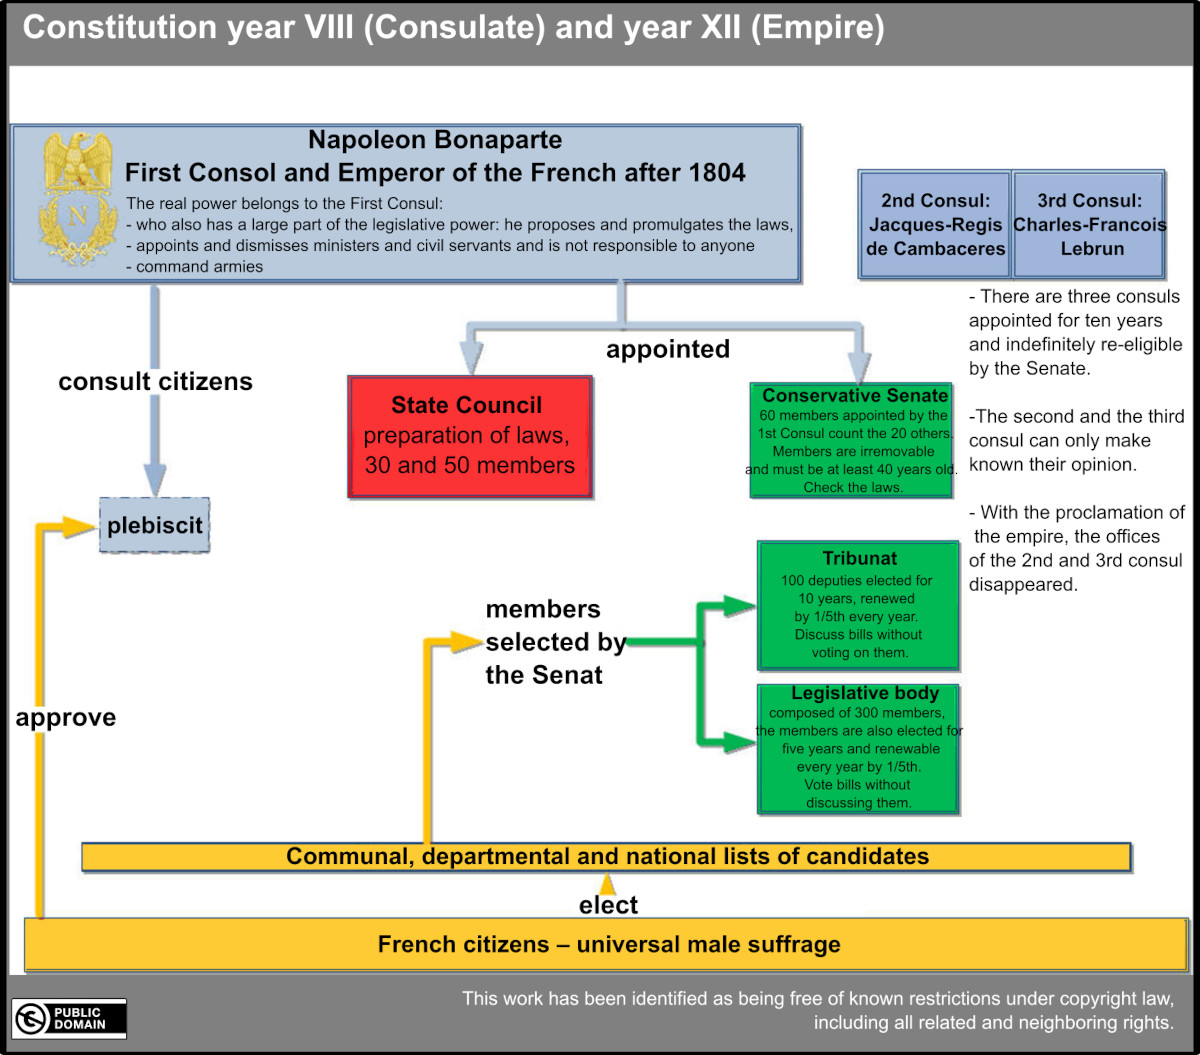 Constitution year VIII (Consulate) and year XII (Empire)
Napoleon Bonaparte
First Consol and Emperor of the French after 1804
The real power belongs to the First Consul:
- who also has a large part of the legislative power: he proposes and promulgates the laws,
- appoints and dismisses ministers and civil servants and is not responsible to anyone
- command armies
N
2nd Consul:
Jacques-Regis
de Cambaceres
3rd Consul:
Charles-Francois
Lebrun
- There are three consuls
appointed for ten years
and indefinitely re-eligible
by the Senate.
-The second and the third
consul can only make
known their opinion.
- With the proclamation of
the empire, the offices
of the 2nd and 3rd consul
disappeared.
consult citizens
appointed
State Council
preparation of laws,
30 and 50 members
Conservative Senate
60 members appointed by the
1st Consul count the 20 others.
Members are irremovable
and must be at least 40 years old.
Check the laws.
plebiscit
Tribunat
100 deputies elected for
10 years, renewed
by 1/5th every year.
Discuss bills without
voting on them.
members
selected by
the Senat
Legislative body
composed of 300 members,
the members are also elected for
five years and renewable
every year by 1/5th.
Vote bills without
discussing them.
approve
Communal, departmental and national lists of candidates
elect
French citizens – universal male suffrage
PUBLIC
DOMAIN
This work has been identified as being free of known restrictions under copyright law,
including all related and neighboring rights.